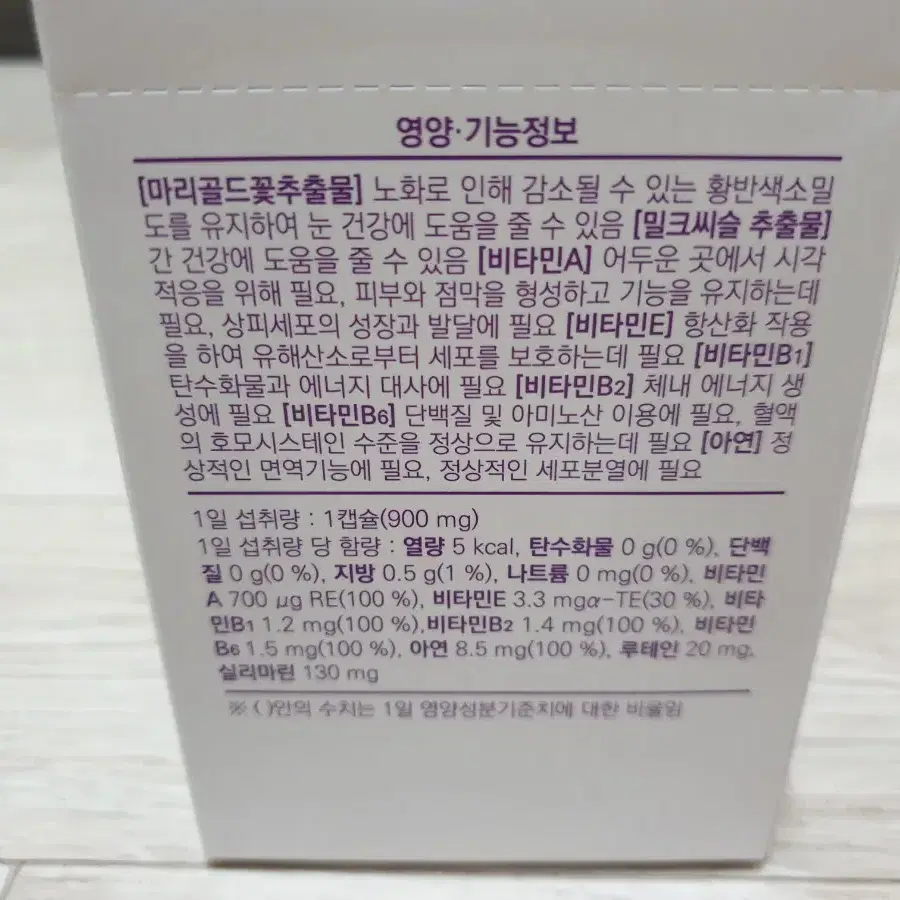 영양·기능정보
[마리골드꽃추출물] 노화로 인해 감소될 수 있는 황반색소밀
도를 유지하여 눈 건강에 도움을 줄 수 있음 [밀크씨슬 추출물]
간 건강에 도움을 줄 수 있음 [비타민A] 어두운 곳에서 시각
적응을 위해 필요, 피부와 점막을 형성하고 기능을 유지하는데
필요, 상피세포의 성장과 발달에 필요 [비타민E] 항산화 작용
을 하여 유해산소로부터 세포를 보호하는데 필요 [비타민B1]
탄수화물과 에너지 대사에 필요 [비타민B2] 체내 에너지 생
성에 필요 [비타민B6] 단백질 및 아미노산 이용에 필요, 혈액
의 호모시스테인 수준을 정상으로 유지하는데 필요 [아연] 정
상적인 면역기능에 필요, 정상적인 세포분열에 필요
1일 섭취량 : 1캡슐(900 mg)
1일 섭취량 당 함량 : 열량 5 kcal, 탄수화물 0 g(0 %), 단백
질 0 g(0 %), 지방 0.5 g(1 %), 나트륨 0 mg(0 %), 비타민
A 700 μg RE(100 %), 비타민E 3.3 mgα-TE(30 %), 비타
민B1 1.2 mg(100 %),비타민B2 1.4 mg(100 %), 비타민
B6 1.5 mg(100 %), 아연 8.5 mg(100 %), 루테인 20 mg,
실리마린 130 mg
※ ( )안의 수치는 1일 영양성분기준치에 대한 비율임